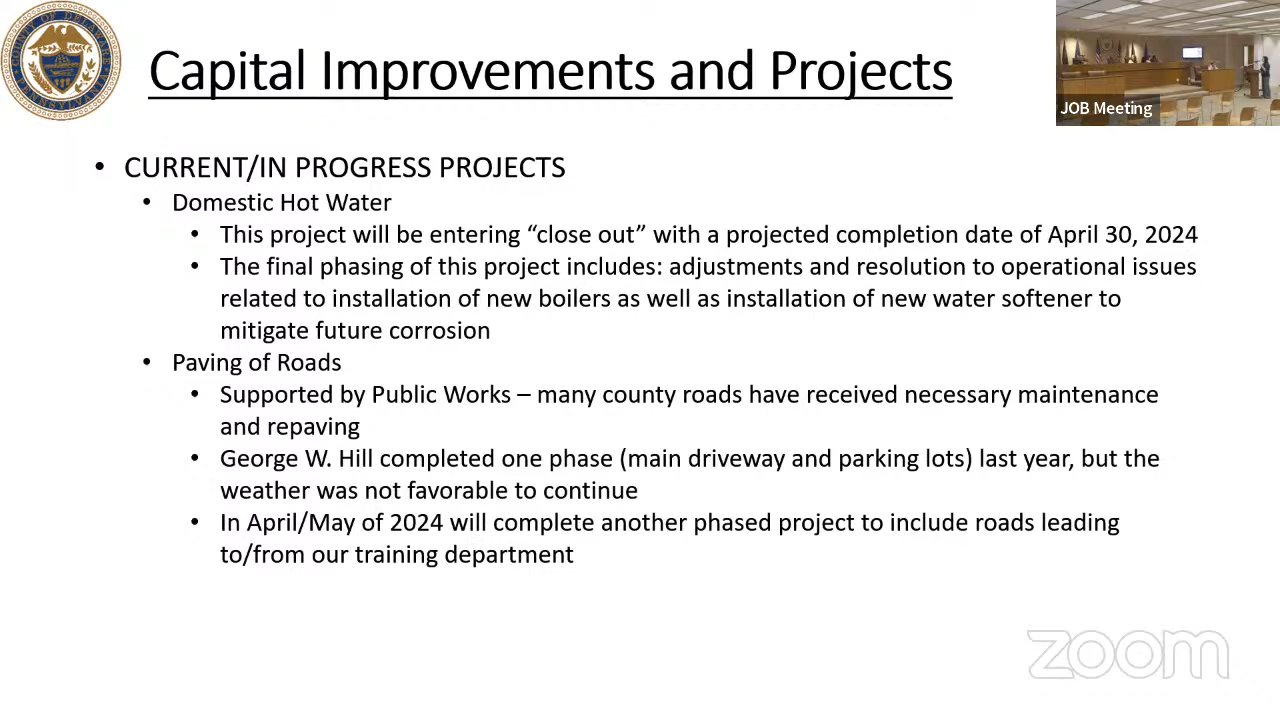 Capital Improvements and Projects
JOB Meeting
• CURRENT/IN PROGRESS PROJECTS
• Domestic Hot Water
• This project will be entering “close out” with a projected completion date of April 30, 2024
• The final phasing of this project includes: adjustments and resolution to operational issues
related to installation of new boilers as well as installation of new water softener to
mitigate future corrosion
• Paving of Roads
• Supported by Public Works – many county roads have received necessary maintenance
and repaving
• George W. Hill completed one phase (main driveway and parking lots) last year, but the
weather was not favorable to continue
• In April/May of 2024 will complete another phased project to include roads leading
to/from our training department
zoom